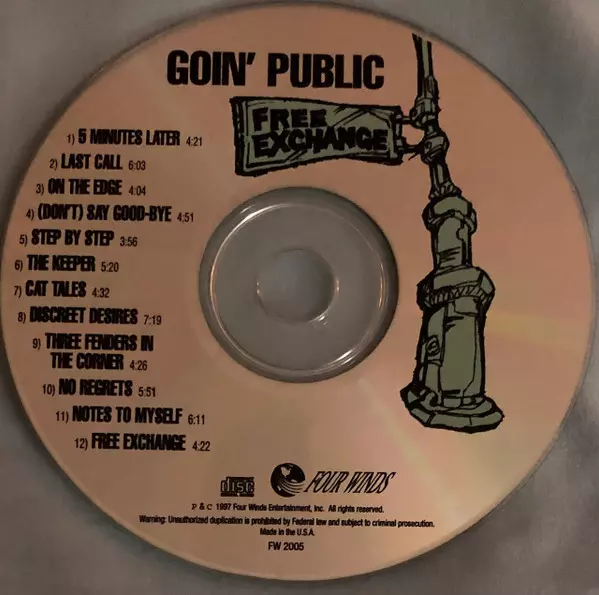 GOIN' PUBLIC
FREE
EXCHANGE
1) 5 MINUTES LATER 4:21
2) LAST CALL 6:03
3) ON THE EDGE 4:04
4) (DON'T) SAY GOOD-BYE 4:51
5) STEP BY STEP 3:56
6) THE KEEPER 5:20
7) CAT TALES 4:32
8) DISCREET DESIRES 7:19
9) THREE FENDERS IN
THE CORNER 4:26
10) NO REGRETS 5:51
11) NOTES TO MYSELF 6:11
12) FREE EXCHANGE 4:22
COMPACT
disc
DIGITAL AUDIO
FOUR WINDS
P & C 1997 Four Winds Entertainment, Inc. All rights reserved.
Warning: Unauthorized duplication is prohibited by Federal law and subject to criminal prosecution.
Made in the U.S.A.
FW 2005